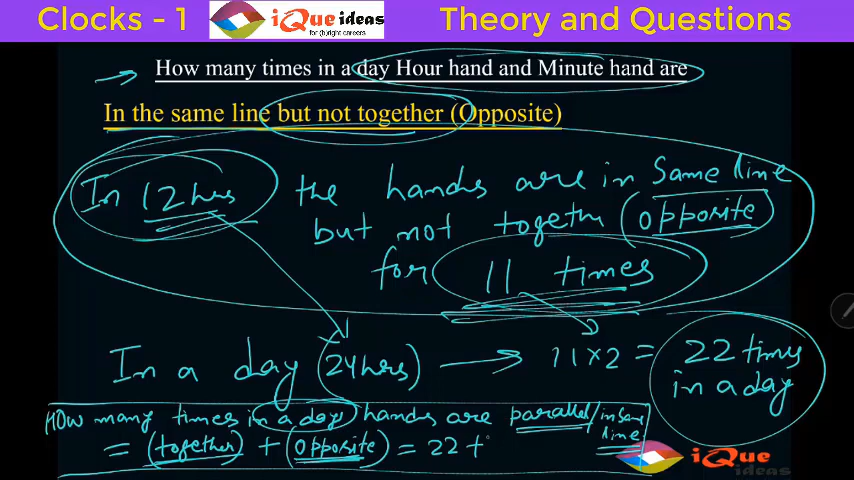 Clocks - 1
iQue ideas
for (b)right careers
Theory and Questions
How many times in a day Hour hand and Minute hand are
In the same line but not together (Opposite)
In 12 hrs the hands are in same line
but not togethr (opposite)
for 11 times
In a day (24hrs) → 11 × 2 = 22 times
in a day
How many times in a day hands are parallel/in same
line
= (together) + (opposite) = 22 +
iQue
ideas